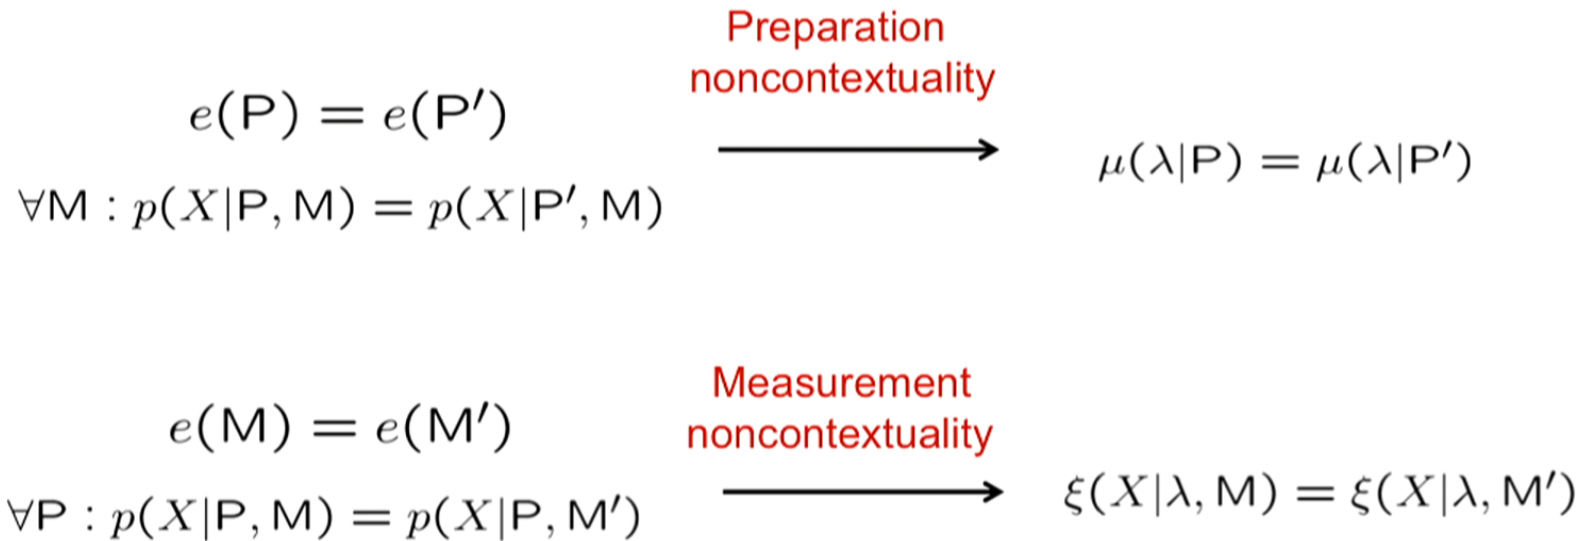 Preparation
noncontextuality
e(P) = e(P′)
∀M : p(X|P, M) = p(X|P′, M)
μ(λ|P) = μ(λ|P′)
Measurement
noncontextuality
e(M) = e(M′)
∀P : p(X|P, M) = p(X|P, M′)
ξ(X|λ, M) = ξ(X|λ, M′)